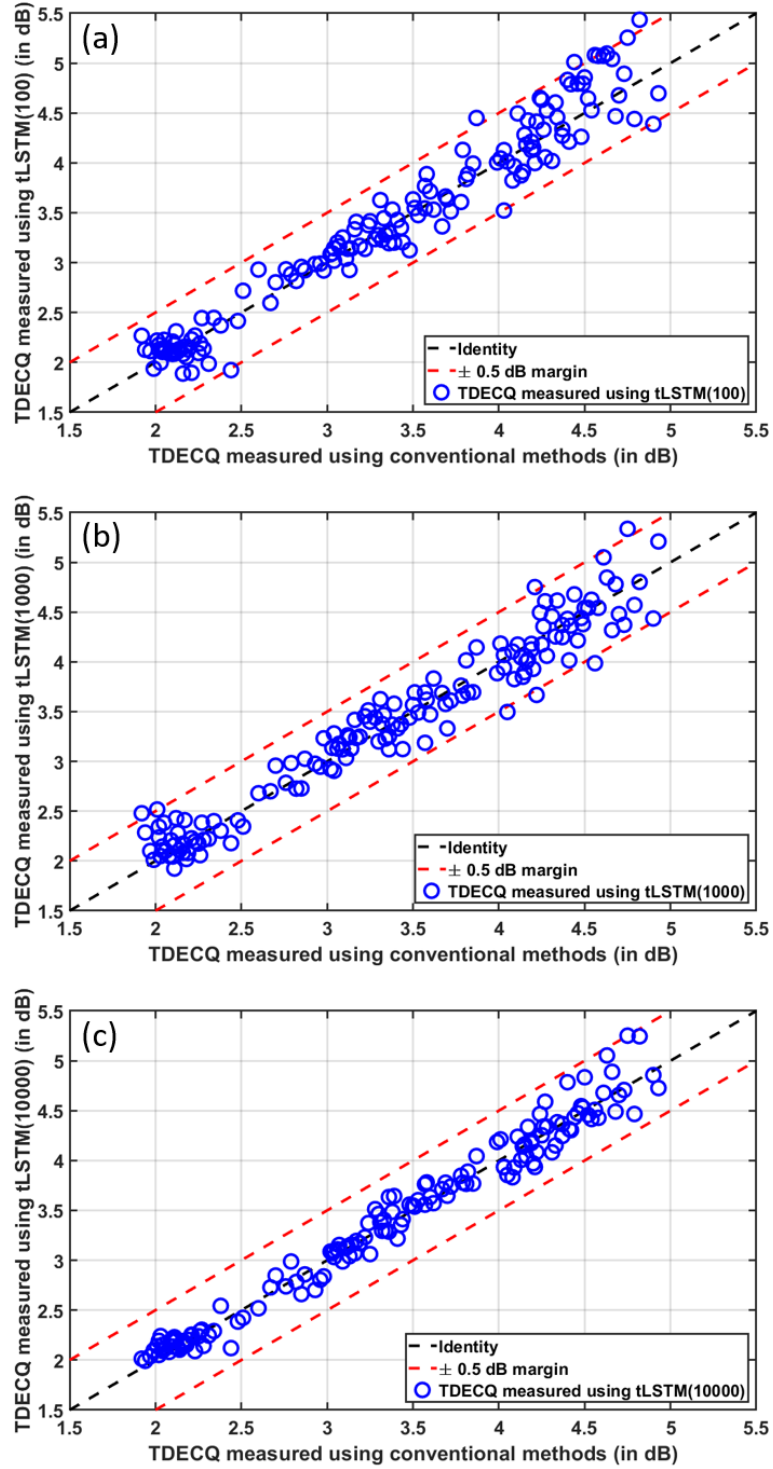 (a)
TDECQ measured using tLSTM(100) (in dB)
5.5
5
4.5
4
3.5
3
2.5
2
1.5
Identity
± 0.5 dB margin
TDECQ measured using tLSTM(100)
1.5 2 2.5 3 3.5 4 4.5 5 5.5
TDECQ measured using conventional methods (in dB)
(b)
TDECQ measured using tLSTM(1000) (in dB)
5.5
5
4.5
4
3.5
3
2.5
2
1.5
Identity
± 0.5 dB margin
TDECQ measured using tLSTM(1000)
1.5 2 2.5 3 3.5 4 4.5 5 5.5
TDECQ measured using conventional methods (in dB)
(c)
TDECQ measured using tLSTM(10000) (in dB)
5.5
5
4.5
4
3.5
3
2.5
2
1.5
Identity
± 0.5 dB margin
TDECQ measured using tLSTM(10000)
1.5 2 2.5 3 3.5 4 4.5 5 5.5
TDECQ measured using conventional methods (in dB)